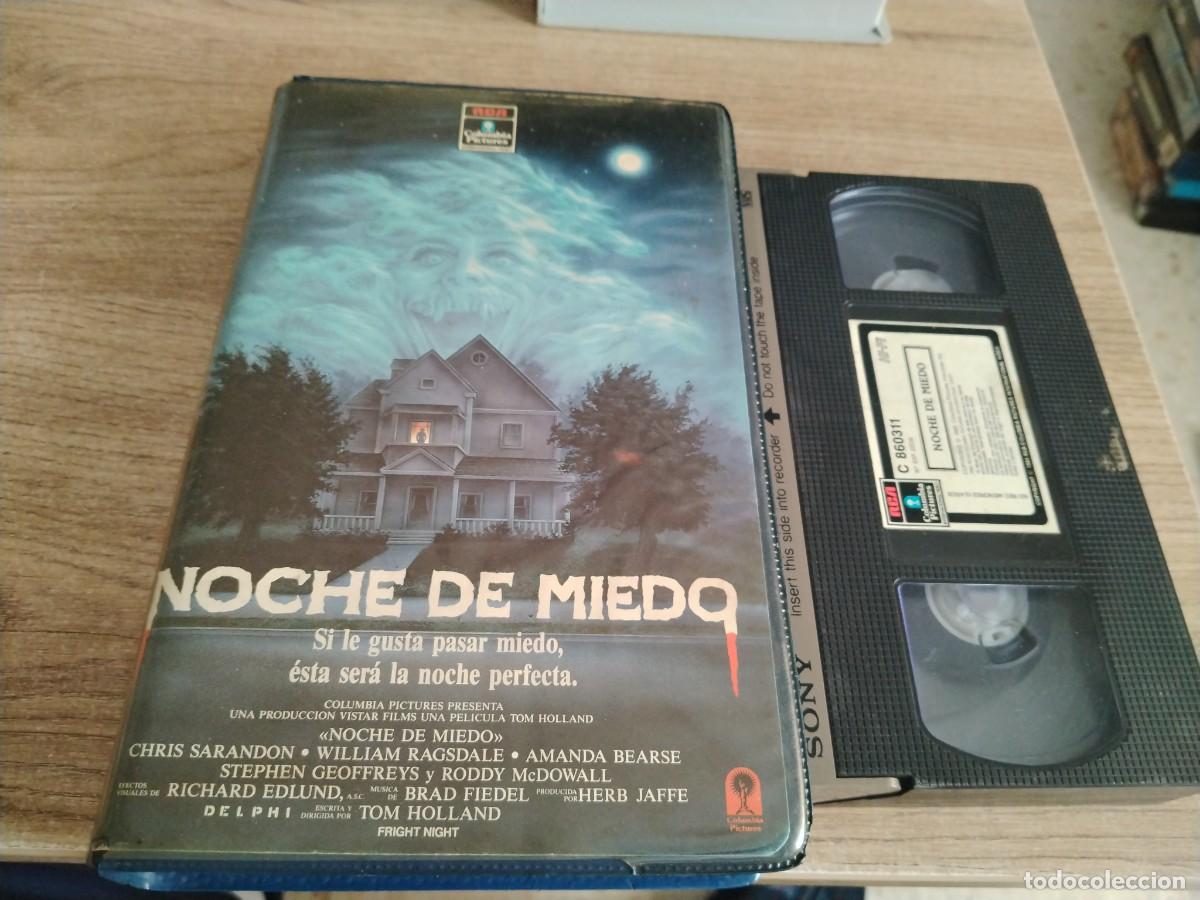 RCA
Columbia
Pictures
NOCHE DE MIEDO
Si le gusta pasar miedo,
ésta será la noche perfecta.
COLUMBIA PICTURES PRESENTA
UNA PRODUCCION VISTAR FILMS UNA PELICULA TOM HOLLAND
«NOCHE DE MIEDO»
CHRIS SARANDON • WILLIAM RAGSDALE • AMANDA BEARSE
STEPHEN GEOFFREYS y RODDY McDOWALL
EFECTOS VISUALES DE RICHARD EDLUND, A.S.C. MUSICA DE BRAD FIEDEL PRODUCIDA POR HERB JAFFE
DELPHI ESCRITA Y DIRIGIDA POR TOM HOLLAND
FRIGHT NIGHT
Columbia
Pictures
VHS
Insert this side into recorder Do not touch the tape inside
SONY
HI-FI
NOCHE DE MIEDO
C 860311
RCA
Columbia
Pictures
todocoleccion